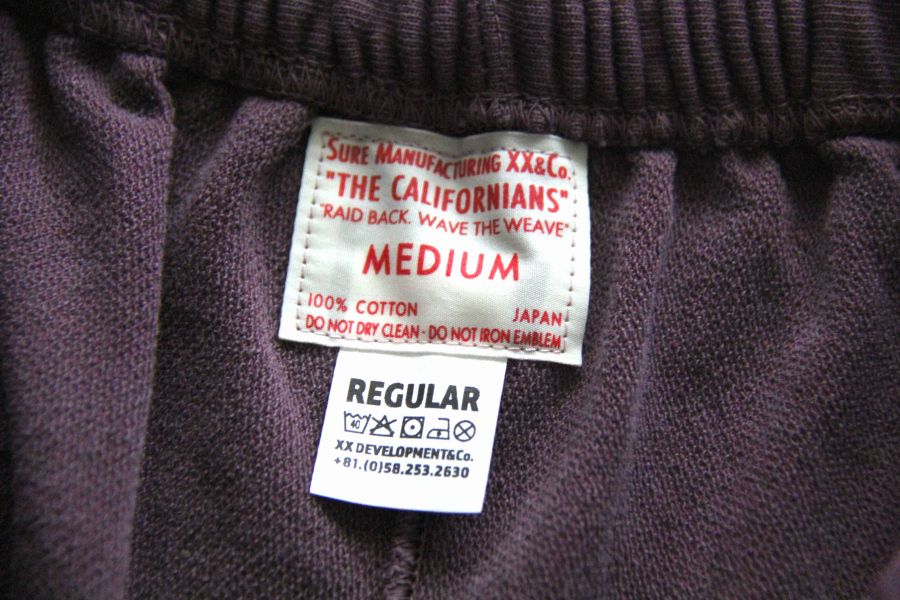 SURE MANUFACTURING XX&CO.
"THE CALIFORNIANS"
"RAID BACK. WAVE THE WEAVE"
MEDIUM
100% COTTON JAPAN
DO NOT DRY CLEAN · DO NOT IRON EMBLEM
REGULAR
40
XX DEVELOPMENT&Co.
+81.(0)58.253.2630